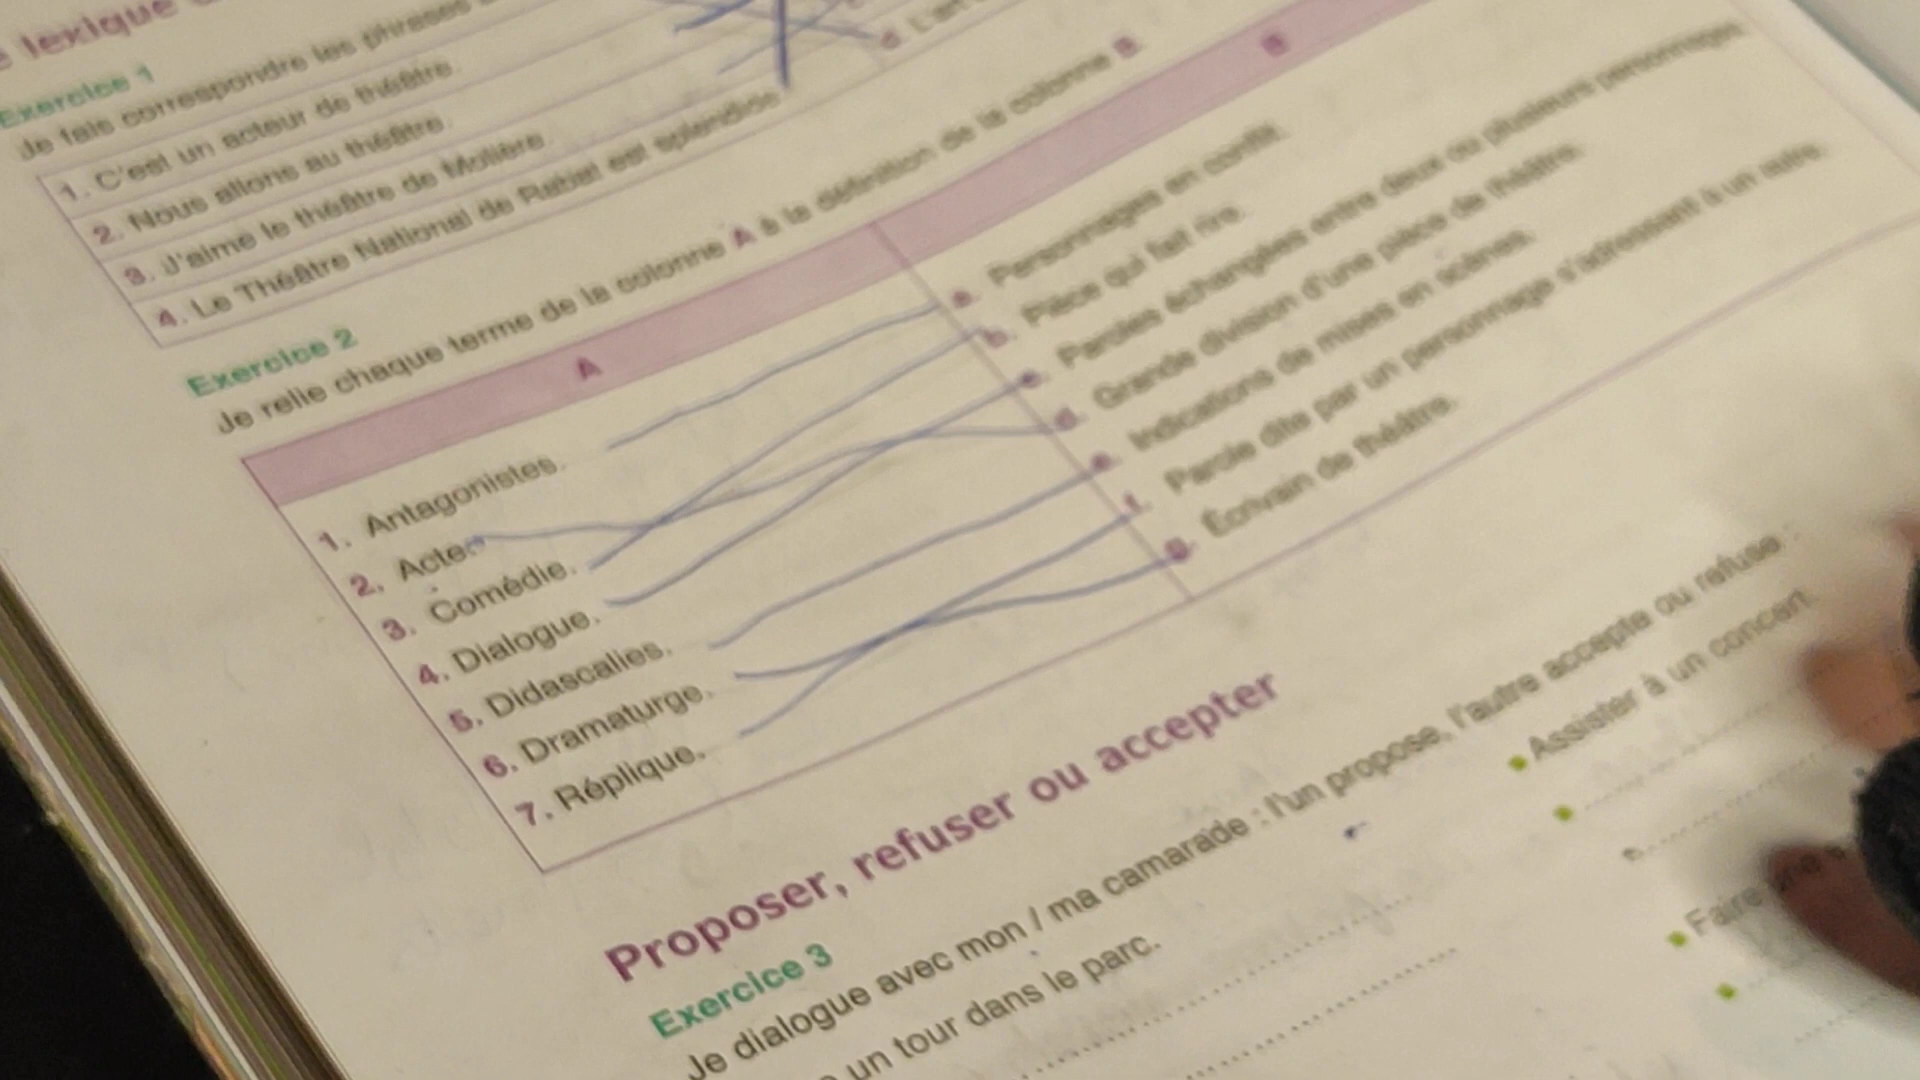 lexique
Exercice 1
Je fais correspondre les phrases
1. C'est un acteur de théâtre.
2. Nous allons au théâtre.
3. J'aime le théâtre de Molière.
4. Le Théâtre National de Rabat est splendide.
d. L'art
Exercice 2
Je relie chaque terme de la colonne A à la définition de la colonne B.
A
B
1. Antagonistes.
2. Acte.
3. Comédie.
4. Dialogue.
5. Didascalies.
6. Dramaturge.
7. Réplique.
a. Personnages en conflit.
b. Pièce qui fait rire.
c. Paroles échangées entre deux ou plusieurs personnages.
d. Grande division d'une pièce de théâtre.
e. Indications de mises en scènes.
f. Parole dite par un personnage s'adressant à un autre.
g. Écrivain de théâtre.
Proposer, refuser ou accepter
Exercice 3
Je dialogue avec mon / ma camarade : l'un propose, l'autre accepte ou refuse :
un tour dans le parc.
Assister à un concert.
Faire